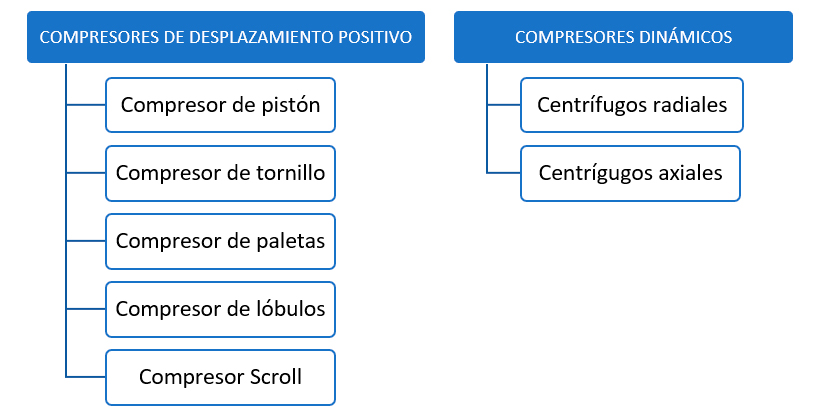 COMPRESORES DE DESPLAZAMIENTO POSITIVO
Compresor de pistón
Compresor de tornillo
Compresor de paletas
Compresor de lóbulos
Compresor Scroll
COMPRESORES DINÁMICOS
Centrífugos radiales
Centrígugos axiales